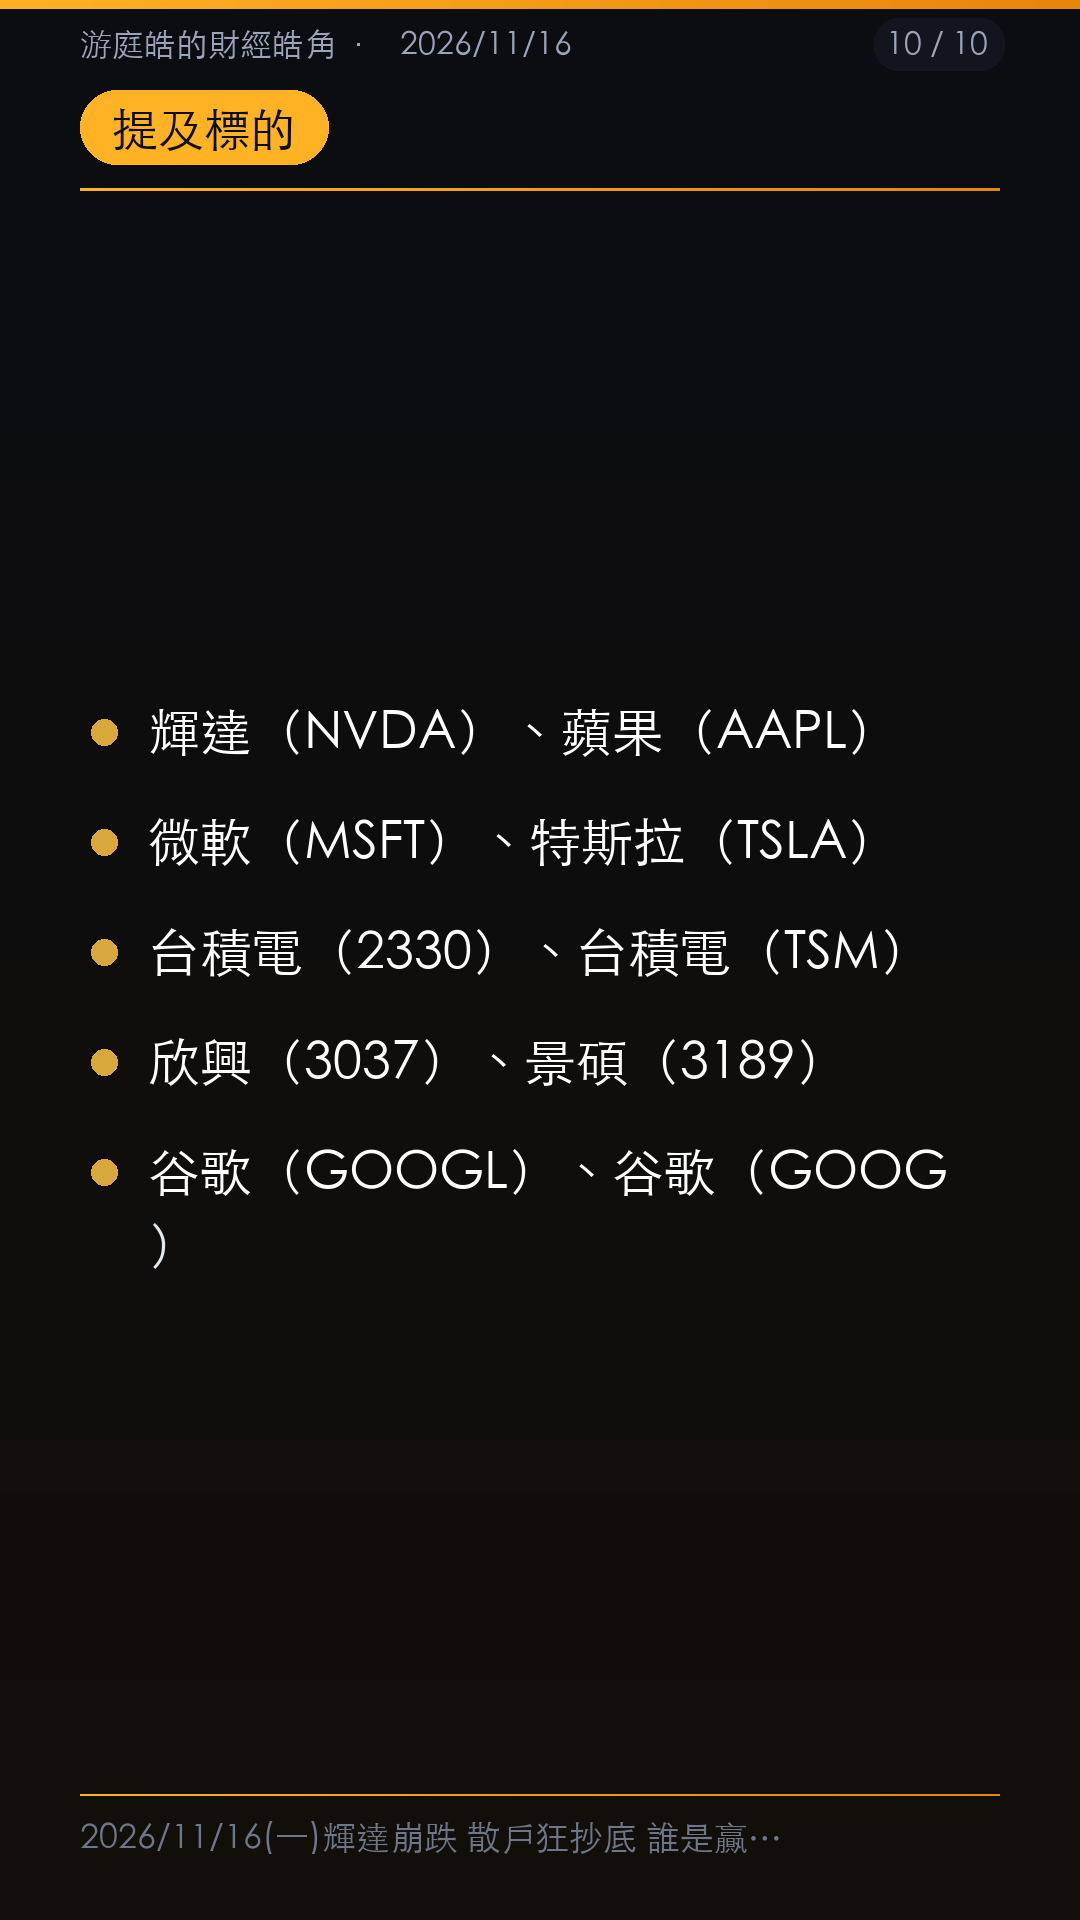 游庭皓的財經皓角 · 2026/11/16
10 / 10
提及標的
輝達（NVDA）、蘋果（AAPL）
微軟（MSFT）、特斯拉（TSLA）
台積電（2330）、台積電（TSM）
欣興（3037）、景碩（3189）
谷歌（GOOGL）、谷歌（GOOG
）
2026/11/16(一)輝達崩跌 散戶狂抄底 誰是贏…